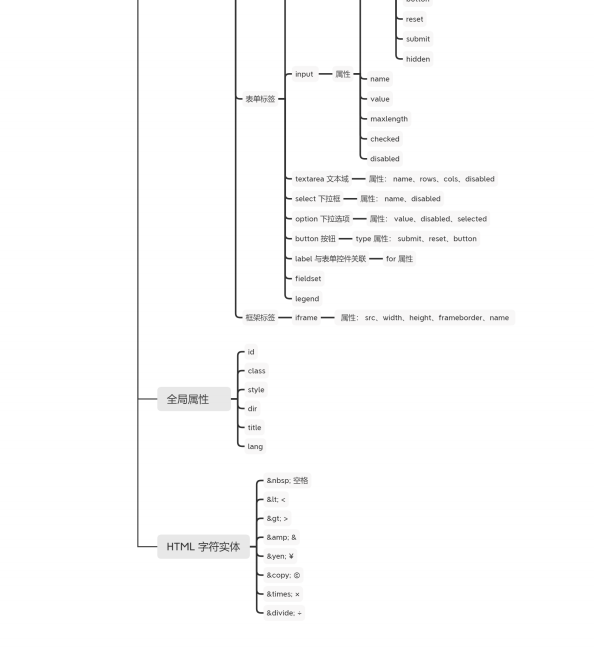 reset
submit
hidden
input
属性
name
value
maxlength
checked
disabled
表单标签
textarea 文本域
属性： name、rows、cols、disabled
select 下拉框
属性： name、disabled
option 下拉选项
属性： value、disabled、selected
button 按钮
type 属性： submit、reset、button
label 与表单控件关联
for 属性
fieldset
legend
框架标签
iframe
属性： src、width、height、frameborder、name
全局属性
id
class
style
dir
title
lang
HTML 字符实体
&nbsp; 空格
&lt; <
&gt; >
&amp; &
&yen; ¥
&copy; ©
&times; ×
&divide; ÷